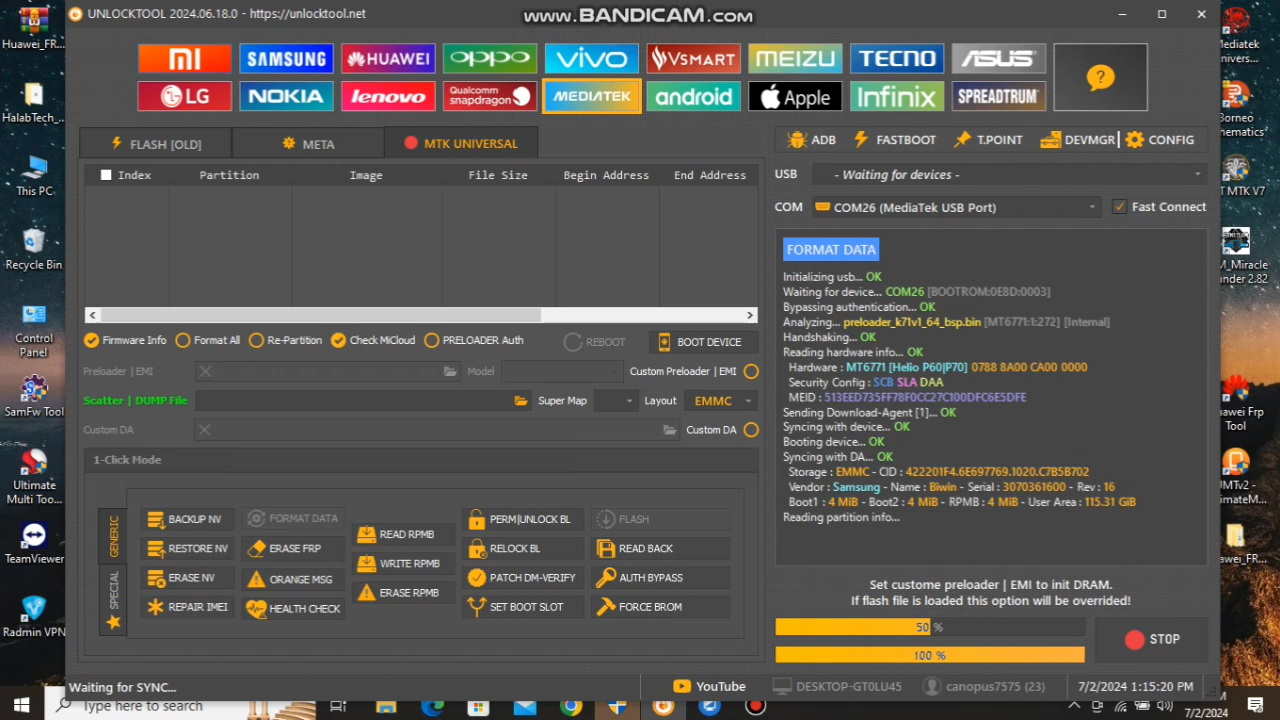 UNLOCKTOOL 2024.06.18.0 - https://unlocktool.net
www.BANDICAM.com
mi SAMSUNG HUAWEI oppo vivo VSMART MEIZU TECNO ASUS
LG NOKIA lenovo Qualcomm snapdragon MEDIATEK android Apple Infinix SPREADTRUM
?
FLASH [OLD] META MTK UNIVERSAL
ADB FASTBOOT T.POINT DEVMGR CONFIG
Index Partition Image File Size Begin Address End Address
USB - Waiting for devices -
COM COM26 (MediaTek USB Port) Fast Connect
FORMAT DATA
Initializing usb... OK
Waiting for device... COM26 [BOOTROM:0E8D:0003]
Bypassing authentication... OK
Analyzing... preloader_k71v1_64_bsp.bin [MT6771:1:272] [Internal]
Handshaking... OK
Reading hardware info... OK
Hardware : MT6771 [Helio P60|P70] 0788 8A00 CA00 0000
Security Config : SCB SLA DAA
MEID : 513EED735FF78F0CC27C100DFC6E5DFE
Sending Download-Agent [1]... OK
Syncing with device... OK
Booting device... OK
Syncing with DA... OK
Storage : EMMC - CID : 422201F4.6E697769.1020.C7B5B702
Vendor : Samsung - Name : Biwin - Serial : 3070361600 - Rev : 16
Boot1 : 4 MiB - Boot2 : 4 MiB - RPMB : 4 MiB - User Area : 115.31 GiB
Reading partition info...
Set custome preloader | EMI to init DRAM.
If flash file is loaded this option will be overrided!
50 %
100 %
STOP
Firmware Info Format All Re-Partition Check MiCloud PRELOADER Auth REBOOT BOOT DEVICE
Preloader | EMI Model Custom Preloader | EMI
Scatter | DUMP File Super Map Layout EMMC
Custom DA Custom DA
1-Click Mode
GENERIC
SPECIAL
BACKUP NV FORMAT DATA READ RPMB PERM|UNLOCK BL FLASH
RESTORE NV ERASE FRP WRITE RPMB RELOCK BL READ BACK
ERASE NV ORANGE MSG ERASE RPMB PATCH DM-VERIFY AUTH BYPASS
REPAIR IMEI HEALTH CHECK SET BOOT SLOT FORCE BROM
Waiting for SYNC...
YouTube DESKTOP-GT0LU45 canopus7575 (23) 7/2/2024 1:15:20 PM
Huawei_FR...
HalabTech_...
This PC
Recycle Bin
Control
Panel
SamFw Tool
Ultimate
Multi Too...
TeamViewer
Radmin VPN
Type here to search
7/2/2024